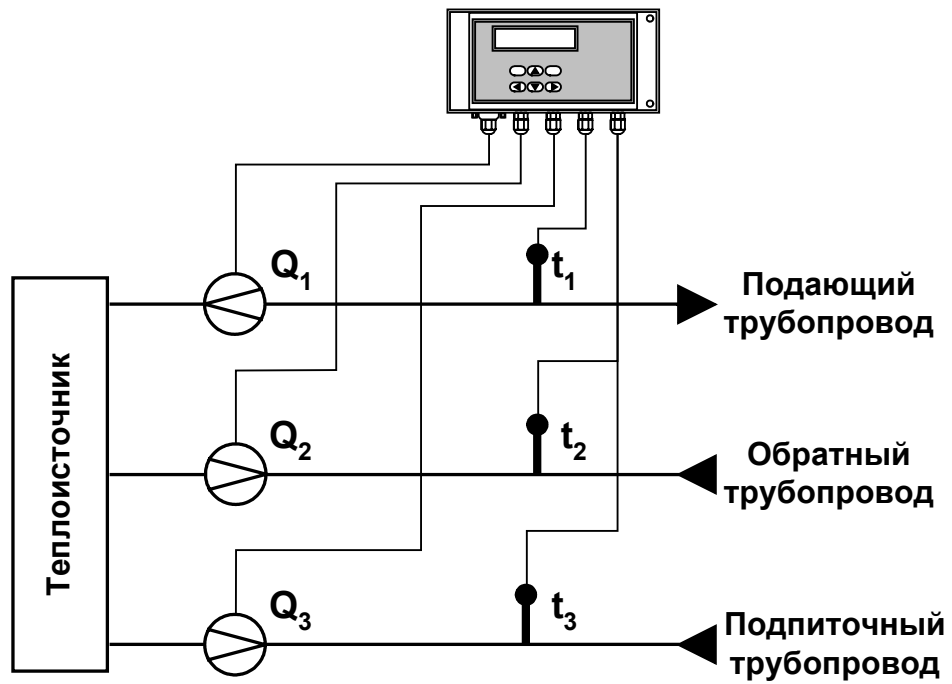 Q1
t1
Подающий
трубопровод
Теплоисточник
Q2
t2
Обратный
трубопровод
Q3
t3
Подпиточный
трубопровод